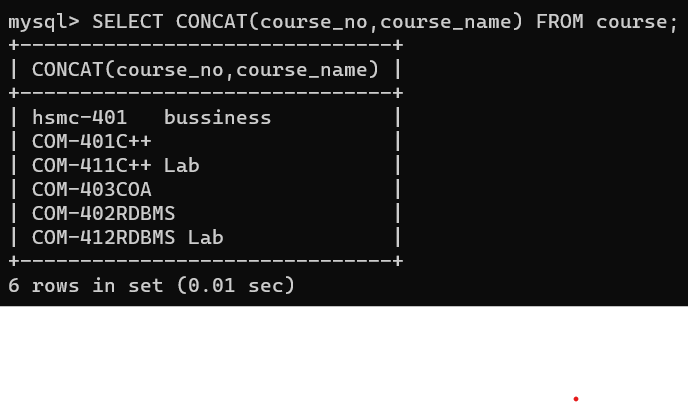 mysql> SELECT CONCAT(course_no,course_name) FROM course;
+-------------------------------+
| CONCAT(course_no,course_name) |
+-------------------------------+
| hsmc-401   bussiness          |
| COM-401C++                    |
| COM-411C++ Lab                |
| COM-403COA                    |
| COM-402RDBMS                  |
| COM-412RDBMS Lab              |
+-------------------------------+
6 rows in set (0.01 sec)